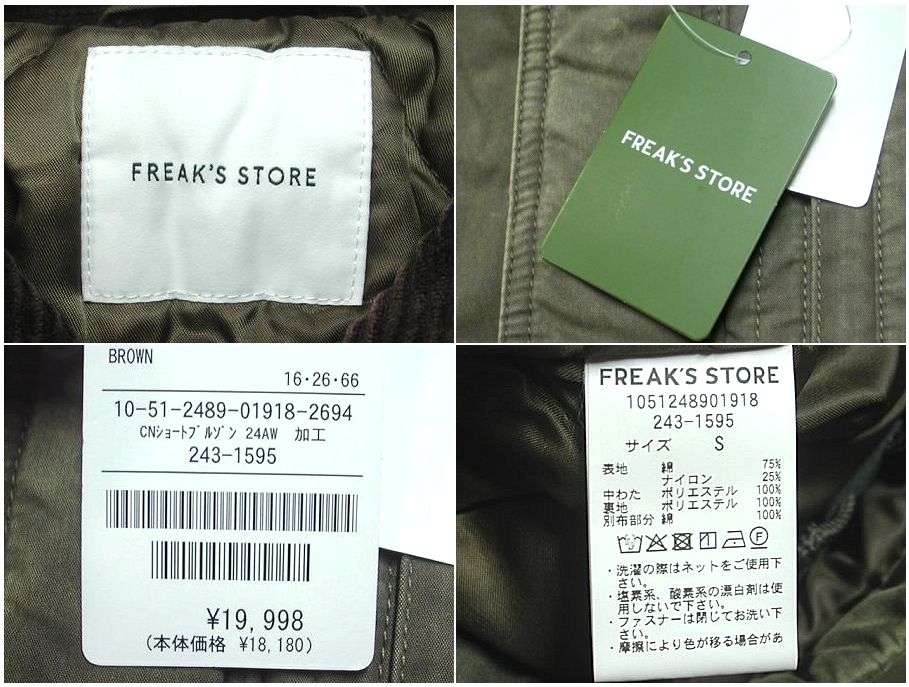 FREAK'S STORE
FREAK'S STORE
BROWN
16・26・66
10-51-2489-01918-2694
CNｼｮｰﾄﾌﾞﾙｿﾞﾝ 24AW 加工
243-1595
¥19,998
(本体価格 ¥18,180)
FREAK'S STORE
1051248901918
243-1595
サイズ S
表地 綿 75%
ナイロン 25%
中わた ポリエステル 100%
裏地 ポリエステル 100%
別布部分 綿 100%
・洗濯の際はネットをご使用下
さい。
・塩素系、酸素系の漂白剤は使
用しないで下さい。
・ファスナーは閉じてお洗い下
さい。
・摩擦により色が移る場合があ